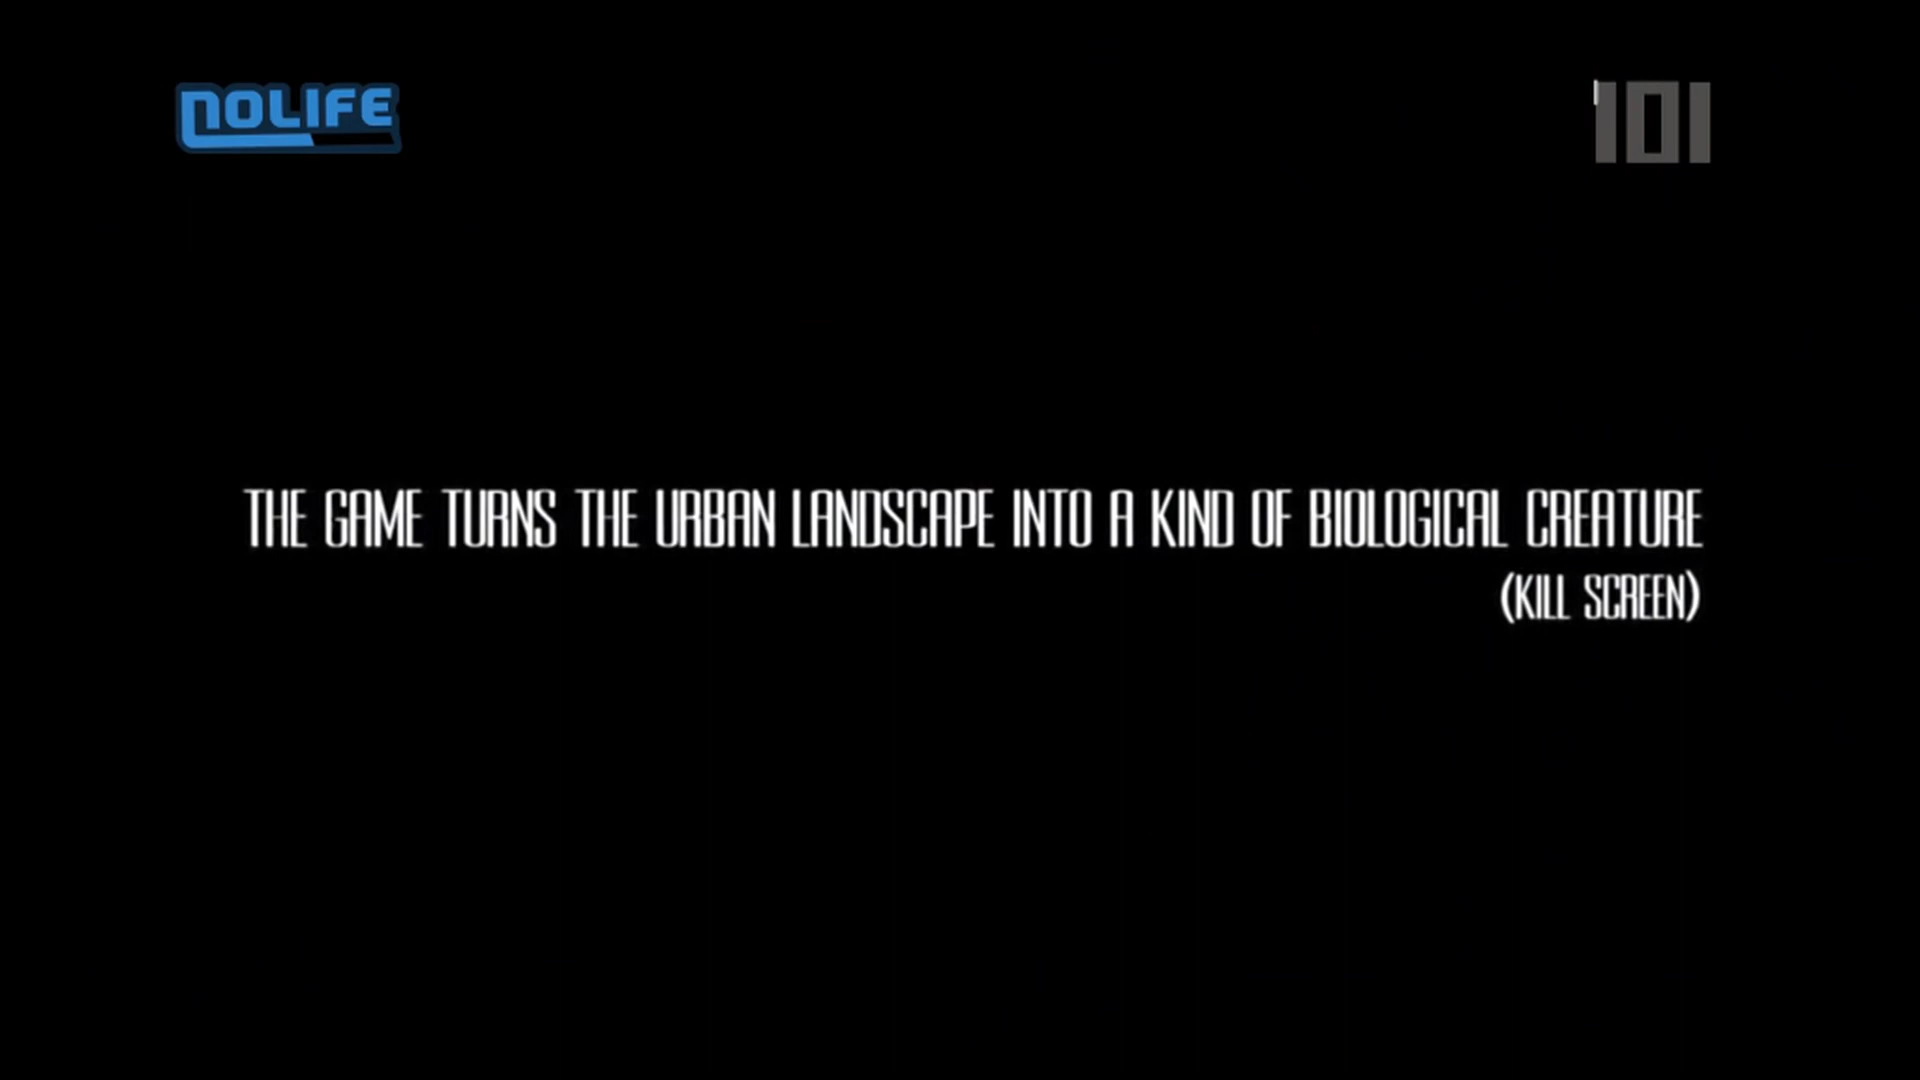 NOLIFE
101
THE GAME TURNS THE URBAN LANDSCAPE INTO A KIND OF BIOLOGICAL CREATURE
(KILL SCREEN)